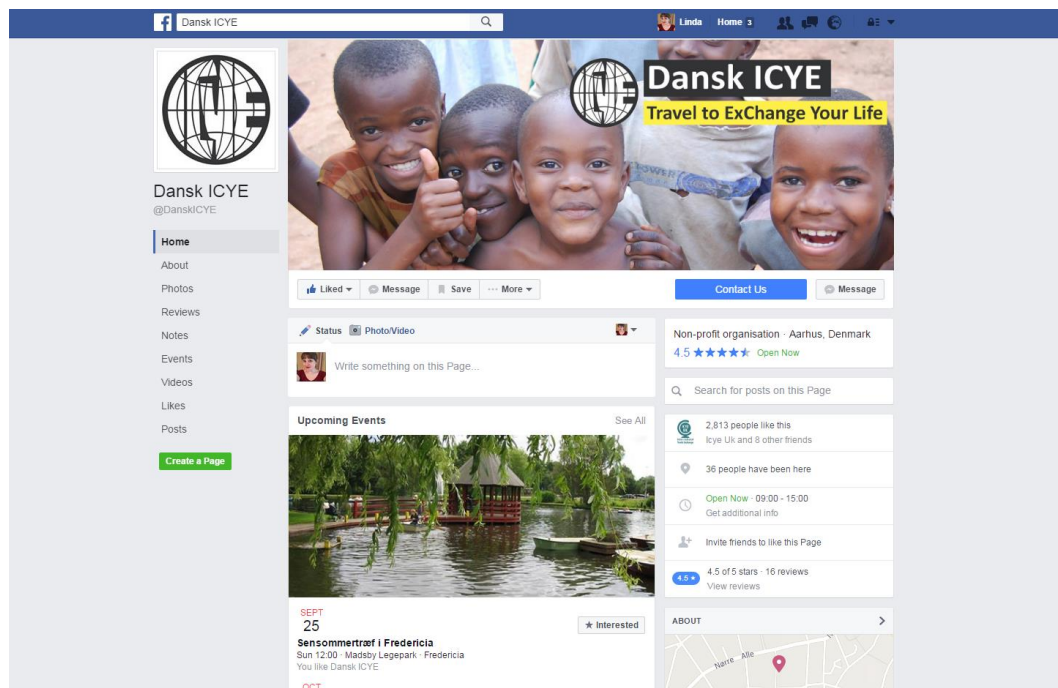 Dansk ICYE
Linda
Home 3
ICYE
Dansk ICYE
Travel to ExChange Your Life
Dansk ICYE
@DanskICYE
Home
About
Photos
Reviews
Notes
Events
Videos
Likes
Posts
Create a Page
Liked
Message
Save
More
Contact Us
Message
Status
Photo/Video
Write something on this Page...
Upcoming Events
See All
SEPT
25
Sensommertræf i Fredericia
Sun 12:00 · Madsby Legepark · Fredericia
You like Dansk ICYE
Interested
OCT
Non-profit organisation · Aarhus, Denmark
4.5 Open Now
Search for posts on this Page
2,813 people like this
Icye Uk and 8 other friends
36 people have been here
Open Now · 09:00 - 15:00
Get additional info
Invite friends to like this Page
4.5
4.5 of 5 stars · 16 reviews
View reviews
ABOUT
Nørre Alle